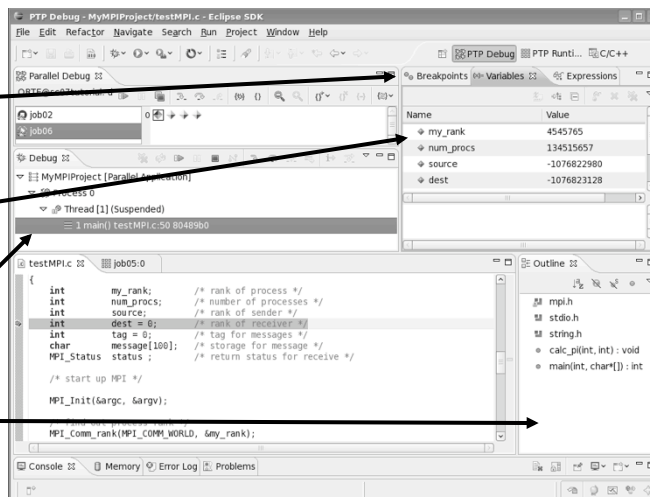 PTP Debug - MyMPIProject/testMPI.c - Eclipse SDK
File Edit Refactor Navigate Search Run Project Window Help
PTP Debug PTP Runti... C/C++
Parallel Debug
job02
0
job06
Breakpoints (x)= Variables Expressions
Name Value
my_rank 4545765
num_procs 134515657
source -1076822980
dest -1076823128
Debug
MyMPIProject [Parallel Application]
Process 0
Thread [1] (Suspended)
1 main() testMPI.c:50 80489b0
testMPI.c job05:0
{
int my_rank; /* rank of process */
int num_procs; /* number of processes */
int source; /* rank of sender */
int dest = 0; /* rank of receiver */
int tag = 0; /* tag for messages */
char message[100]; /* storage for message */
MPI_Status status ; /* return status for receive */
/* start up MPI */
MPI_Init(&argc, &argv);
/* find out process rank */
MPI_Comm_rank(MPI_COMM_WORLD, &my_rank);
Outline
mpi.h
stdio.h
string.h
calc_pi(int, int) : void
main(int, char*[]) : int
Console Memory Error Log Problems